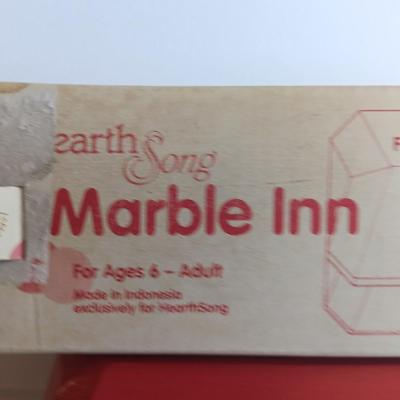 earth
Song
Marble Inn
For Ages 6 – Adult
Made in Indonesia
exclusively for HearthSong
F